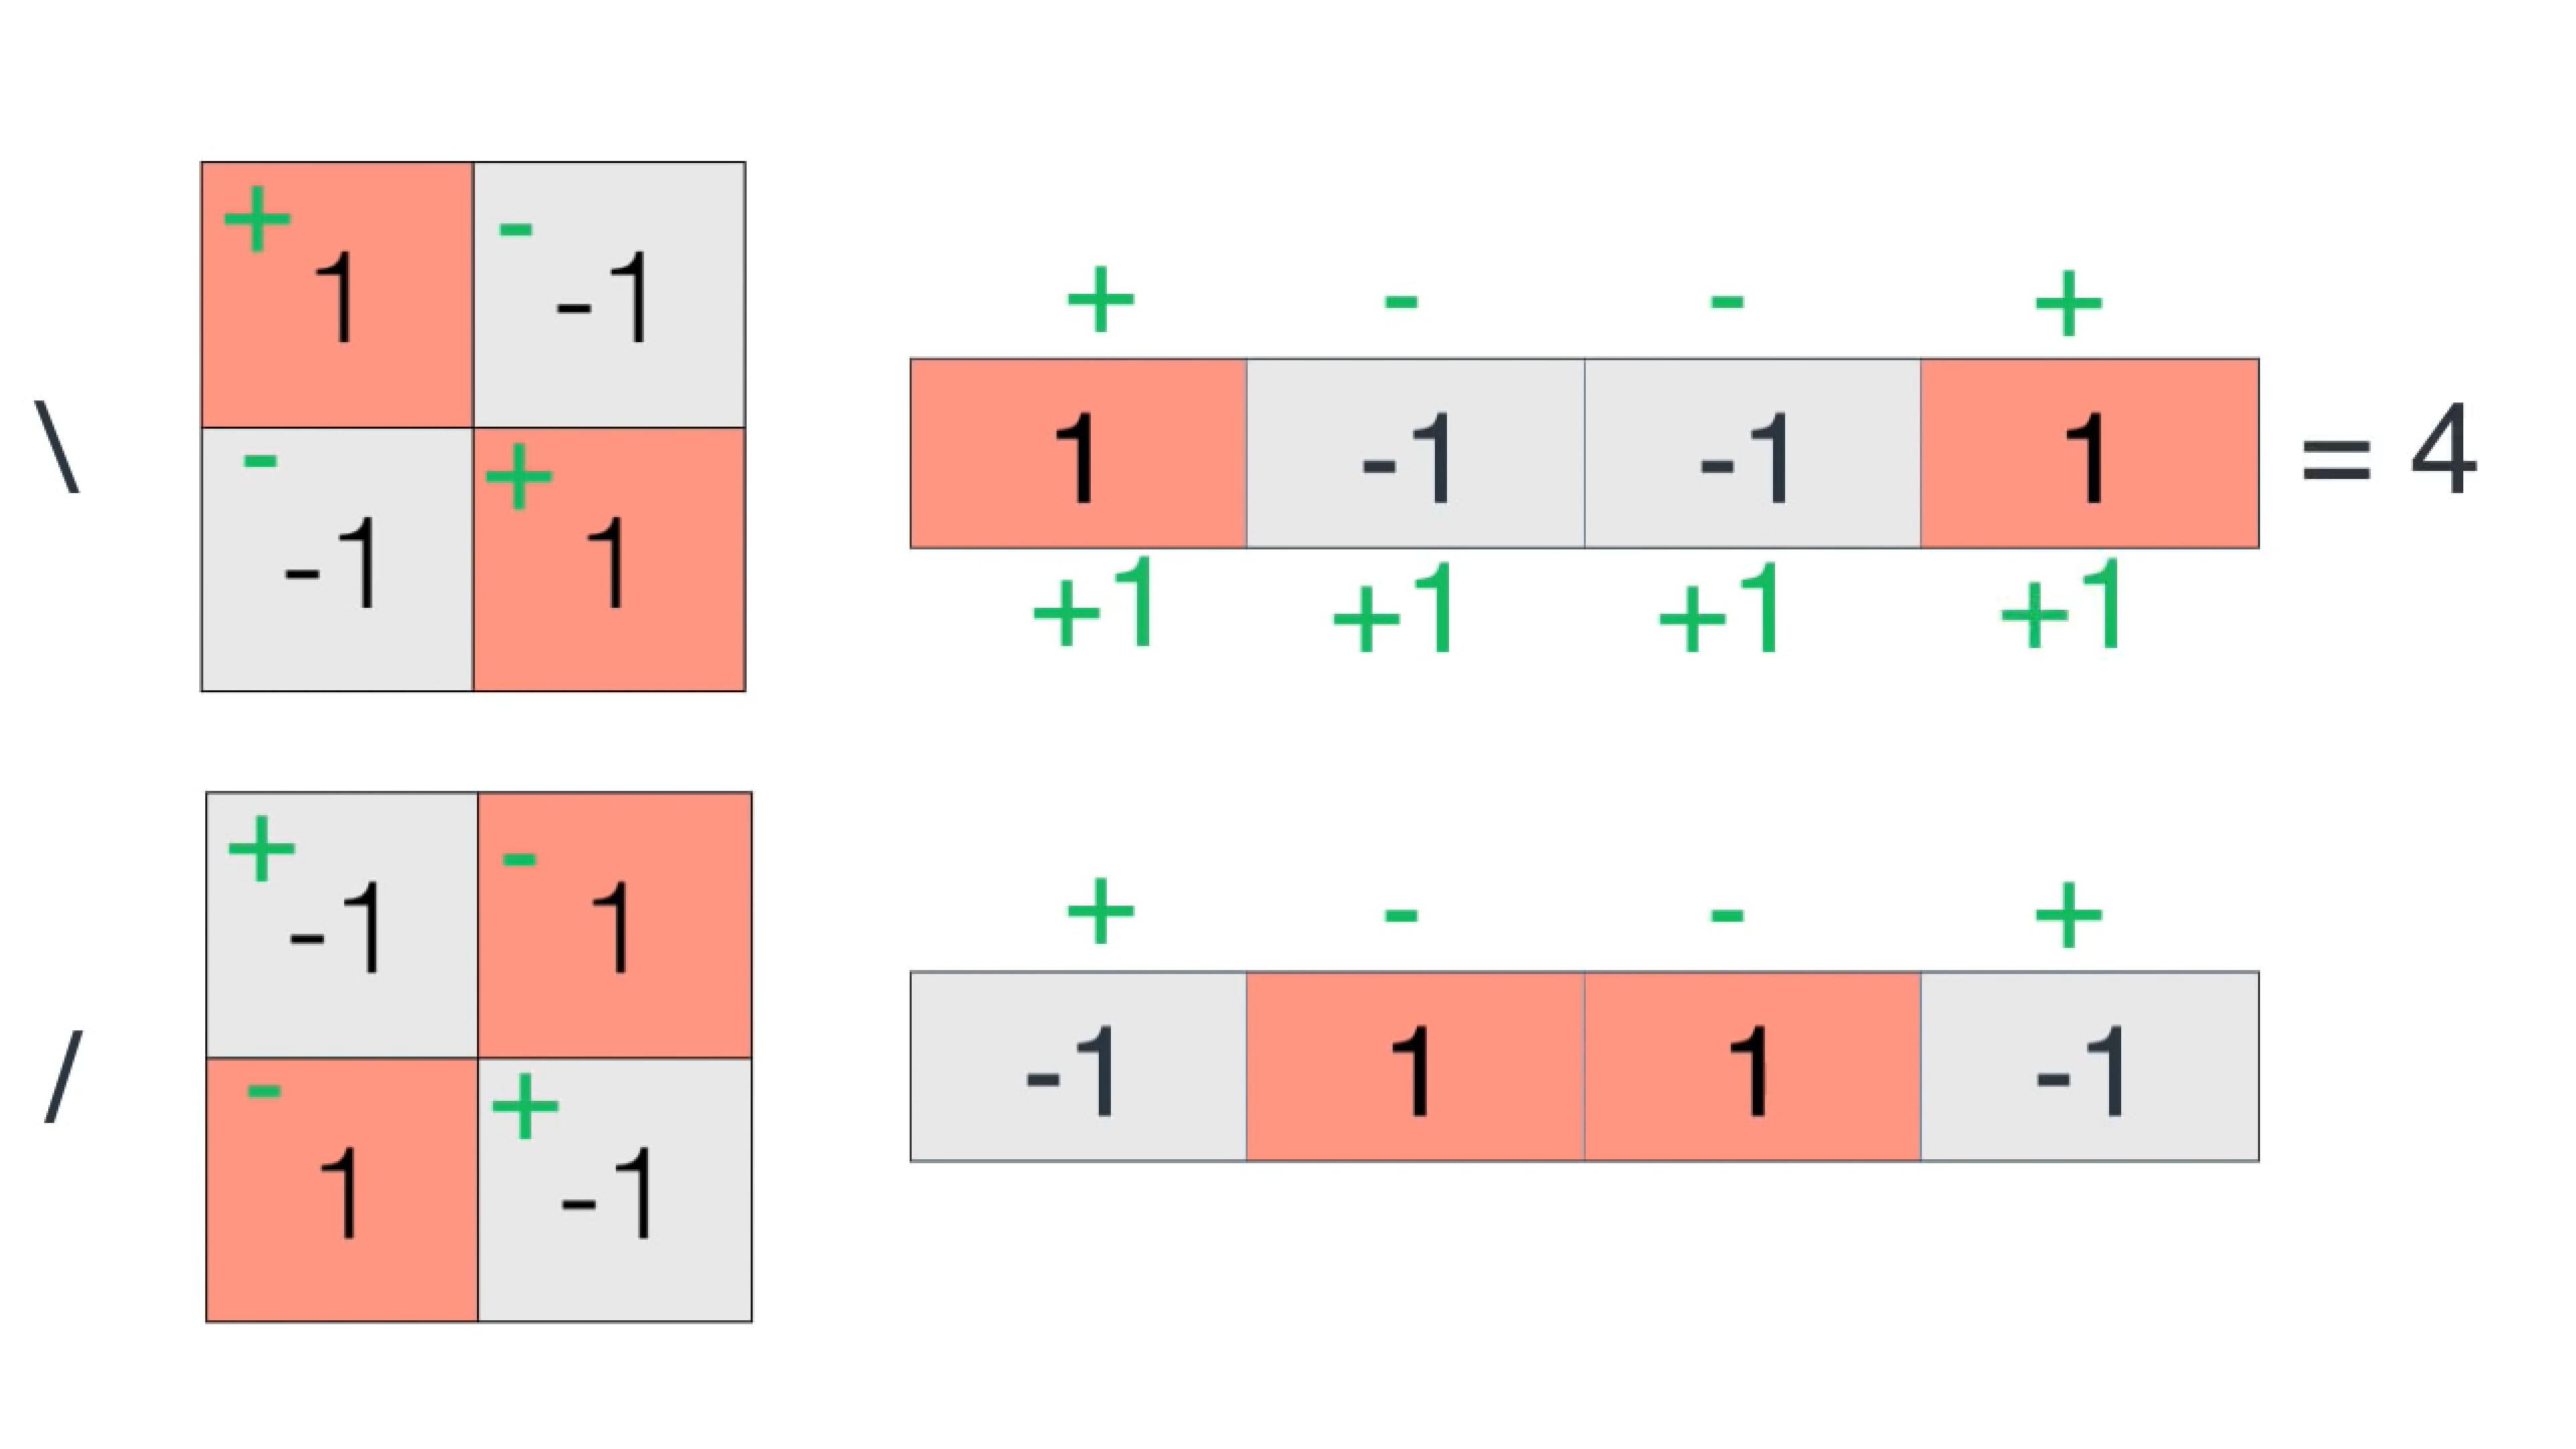 + 1 - -1
\
- -1 + 1
+ - - +
1 -1 -1 1 = 4
+1 +1 +1 +1
+ -1 - 1
/
- 1 + -1
+ - - +
-1 1 1 -1